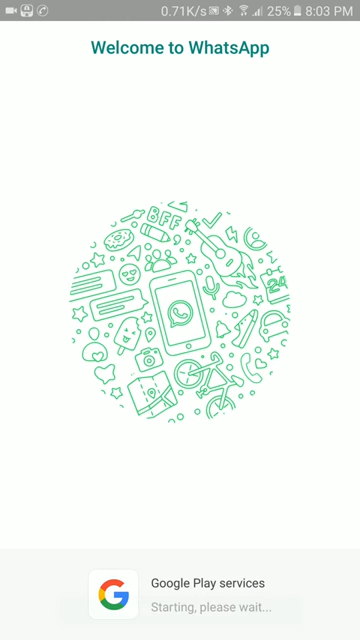 0.71K/s 25% 8:03 PM
Welcome to WhatsApp
BFF
24
Google Play services
Starting, please wait...